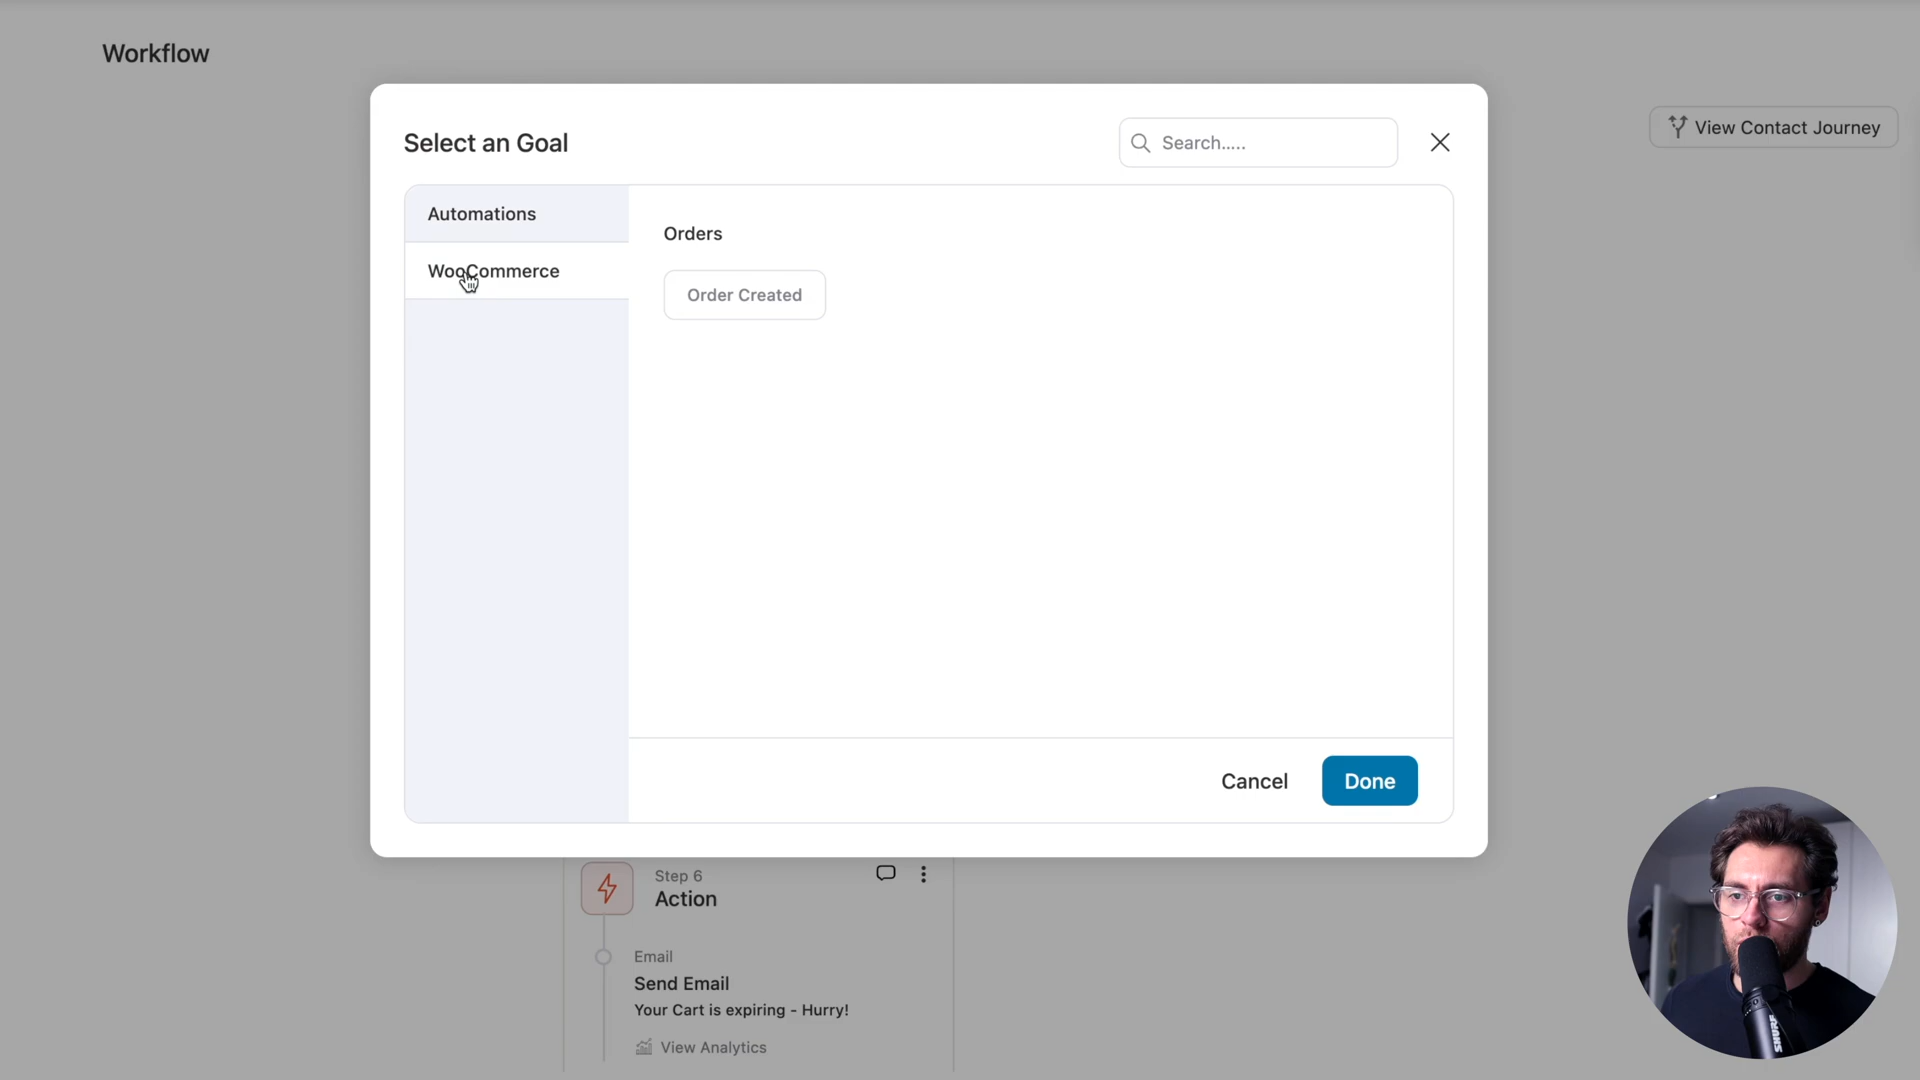 Workflow
View Contact Journey
Select an Goal
Search.....
Automations
WooCommerce
Orders
Order Created
Cancel
Done
Step 6
Action
Email
Send Email
Your Cart is expiring - Hurry!
View Analytics
SHURE